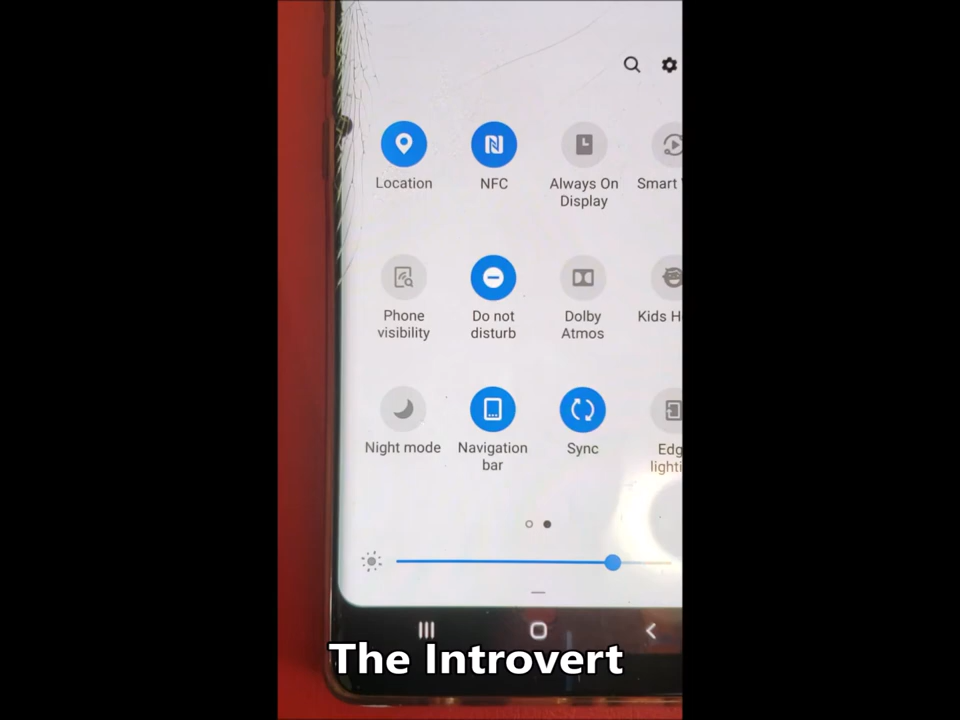 Location
NFC
Always On
Display
Smart
Phone
visibility
Do not
disturb
Dolby
Atmos
Kids
Night mode
Navigation
bar
Sync
The Introvert